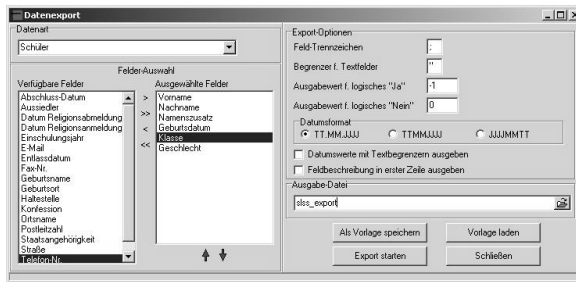 Datenexport
Datenart
Schüler
Felder-Auswahl
Verfügbare Felder
Abschluss-Datum
Aussiedler
Datum Religionsabmeldung
Datum Religionsanmeldung
Einschulungsjahr
E-Mail
Entlassdatum
Fax-Nr.
Geburtsname
Geburtsort
Haltestelle
Konfession
Ortsname
Postleitzahl
Staatsangehörigkeit
Straße
Telefon-Nr.
>
>>
<
<<
Ausgewählte Felder
Vorname
Nachname
Namenszusatz
Geburtsdatum
Klasse
Geschlecht
Export-Optionen
Feld-Trennzeichen ;
Begrenzer f. Textfelder "
Ausgabewert f. logisches "Ja" -1
Ausgabewert f. logisches "Nein" 0
Datumsformat
TT.MM.JJJJ TTMMJJJJ JJJJMMTT
Datumswerte mit Textbegrenzern ausgeben
Feldbeschreibung in erster Zeile ausgeben
Ausgabe-Datei
slss_export
Als Vorlage speichern Vorlage laden
Export starten Schließen